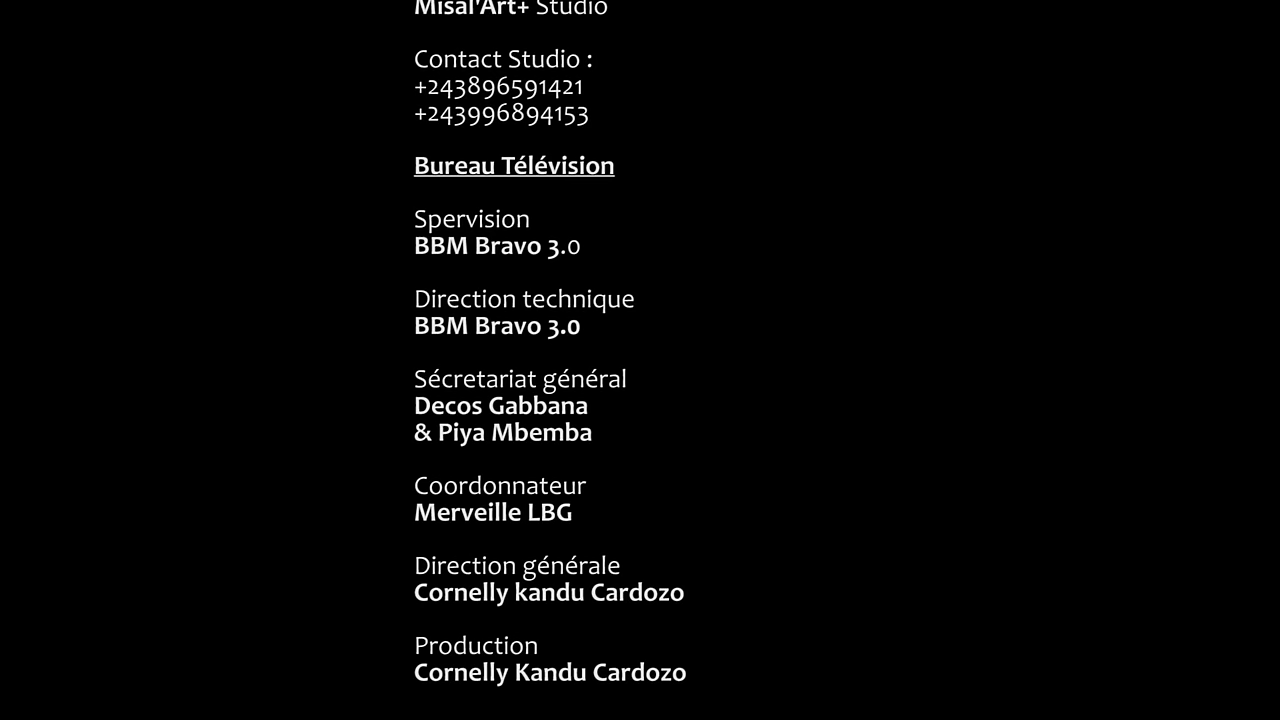 Misal'Art+ Studio
Contact Studio :
+243896591421
+243996894153
Bureau Télévision
Spervision
BBM Bravo 3.0
Direction technique
BBM Bravo 3.0
Sécretariat général
Decos Gabbana
& Piya Mbemba
Coordonnateur
Merveille LBG
Direction générale
Cornelly kandu Cardozo
Production
Cornelly Kandu Cardozo